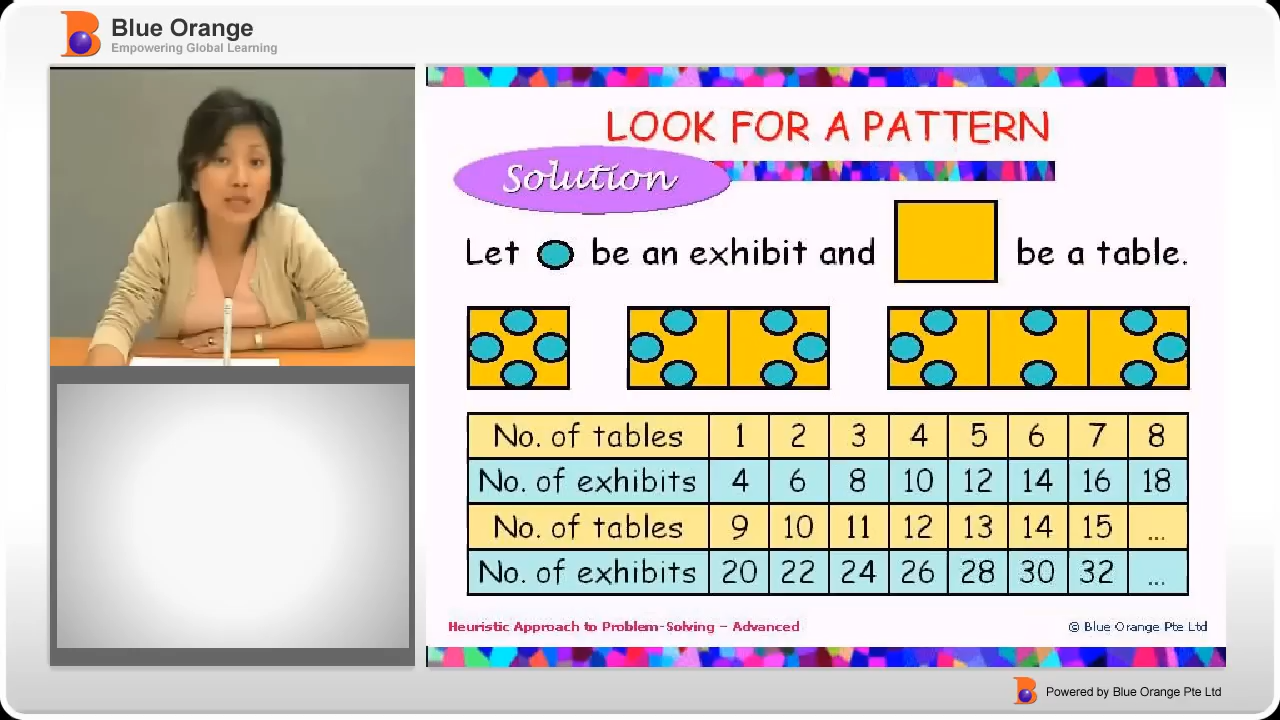 Blue Orange
Empowering Global Learning
LOOK FOR A PATTERN
Solution
Let be an exhibit and be a table.
No. of tables 1 2 3 4 5 6 7 8
No. of exhibits 4 6 8 10 12 14 16 18
No. of tables 9 10 11 12 13 14 15 ...
No. of exhibits 20 22 24 26 28 30 32 ...
Heuristic Approach to Problem-Solving – Advanced
© Blue Orange Pte Ltd
Powered by Blue Orange Pte Ltd